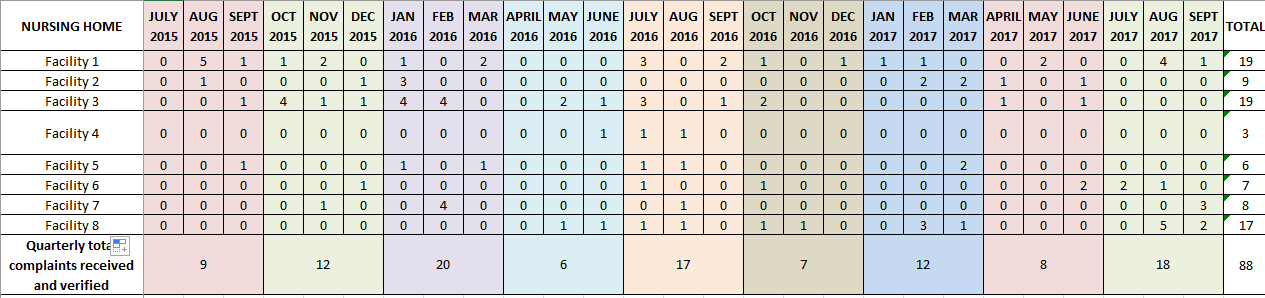 NURSING HOME JULY 2015 AUG 2015 SEPT 2015 OCT 2015 NOV 2015 DEC 2015 JAN 2016 FEB 2016 MAR 2016 APRIL 2016 MAY 2016 JUNE 2016 JULY 2016 AUG 2016 SEPT 2016 OCT 2016 NOV 2016 DEC 2016 JAN 2017 FEB 2017 MAR 2017 APRIL 2017 MAY 2017 JUNE 2017 JULY 2017 AUG 2017 SEPT 2017 TOTAL
Facility 1 0 5 1 1 2 0 1 0 2 0 0 0 3 0 2 1 0 1 1 1 0 0 2 0 0 4 1 19
Facility 2 0 1 0 0 0 1 3 0 0 0 0 0 0 0 0 0 0 0 0 2 2 1 0 1 0 0 0 9
Facility 3 0 0 1 4 1 1 4 4 0 0 2 1 3 0 1 2 0 0 0 0 0 1 0 1 0 0 0 19
Facility 4 0 0 0 0 0 0 0 0 0 0 0 1 1 1 0 0 0 0 0 0 0 0 0 0 0 0 0 3
Facility 5 0 0 1 0 0 0 1 0 1 0 0 0 1 1 0 0 0 0 0 0 2 0 0 0 0 0 0 6
Facility 6 0 0 0 0 0 1 0 0 0 0 0 0 1 0 0 1 0 0 0 0 0 0 0 2 2 1 0 7
Facility 7 0 0 0 0 1 0 0 4 0 0 0 0 0 1 0 0 0 0 0 0 0 0 0 0 0 0 3 8
Facility 8 0 0 0 0 0 0 0 0 0 0 1 1 1 1 0 1 1 0 0 3 1 0 0 0 0 5 2 17
Quarterly tota
complaints received
and verified
9 12 20 6 17 7 12 8 18 88